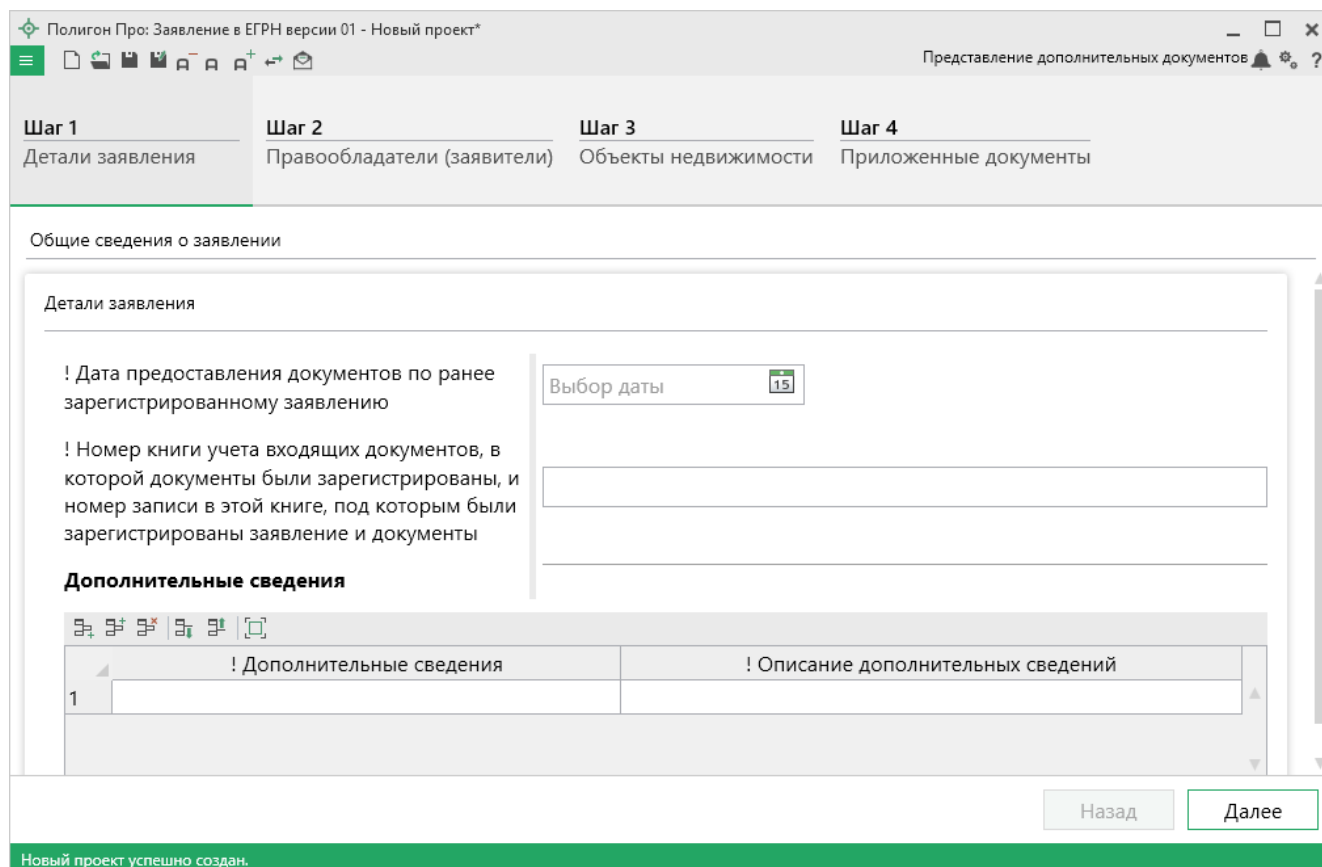 Полигон Про: Заявление в ЕГРН версии 01 - Новый проект*
Представление дополнительных документов
Шаг 1
Детали заявления
Шаг 2
Правообладатели (заявители)
Шаг 3
Объекты недвижимости
Шаг 4
Приложенные документы
Общие сведения о заявлении
Детали заявления
! Дата предоставления документов по ранее
зарегистрированному заявлению
Выбор даты
15
! Номер книги учета входящих документов, в
которой документы были зарегистрированы, и
номер записи в этой книге, под которым были
зарегистрированы заявление и документы
Дополнительные сведения
! Дополнительные сведения
! Описание дополнительных сведений
1
Назад
Далее
Новый проект успешно создан.